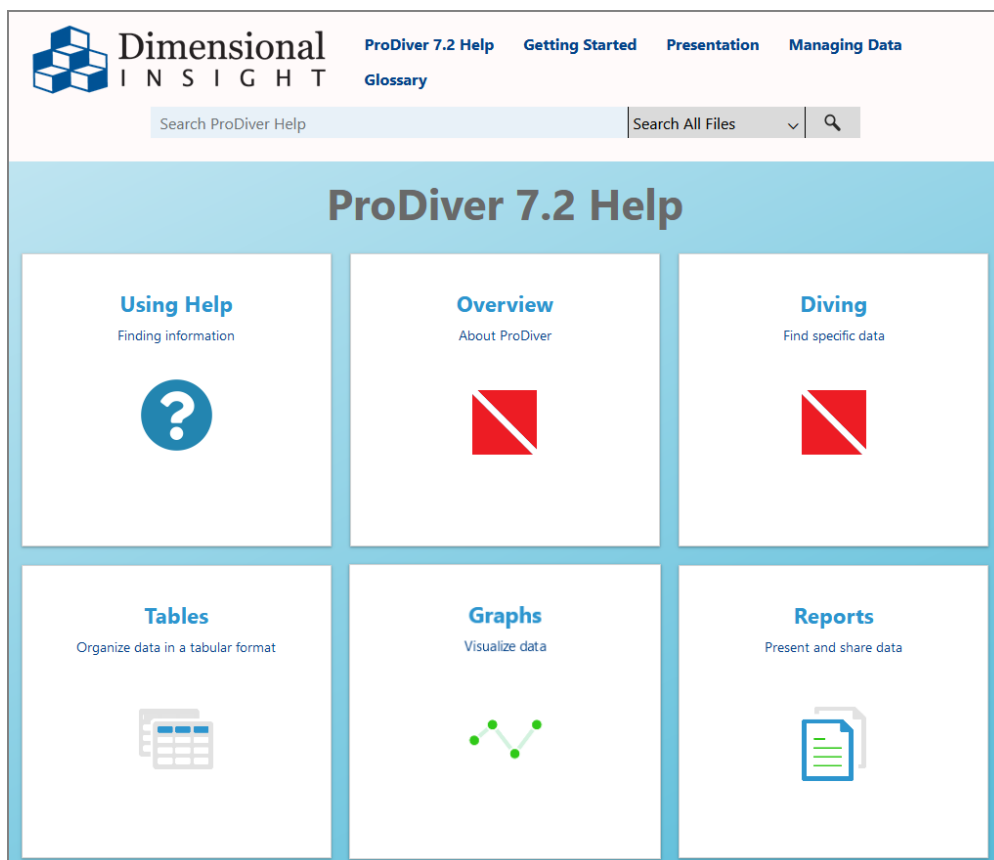 Dimensional
INSIGHT
ProDiver 7.2 Help Getting Started Presentation Managing Data
Glossary
Search ProDiver Help Search All Files
ProDiver 7.2 Help
Using Help
Finding information
?
Overview
About ProDiver
Diving
Find specific data
Tables
Organize data in a tabular format
Graphs
Visualize data
Reports
Present and share data